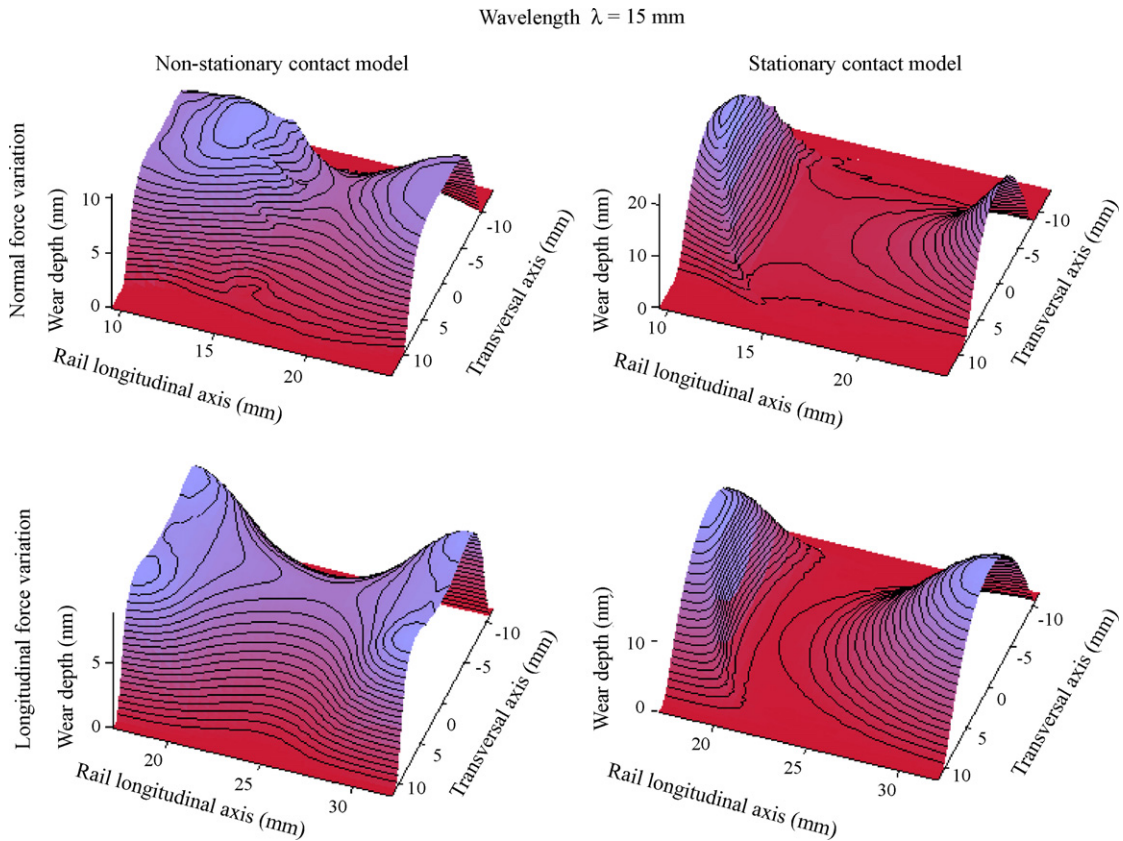 Wavelength λ = 15 mm
Non-stationary contact model
Stationary contact model
Normal force variation
Wear depth (nm)
10
5
0
10
15
20
Rail longitudinal axis (mm)
-10
-5
0
5
10
Transversal axis (mm)
Wear depth (nm)
20
10
0
10
15
20
Rail longitudinal axis (mm)
-10
-5
0
5
10
Transversal axis (mm)
Longitudinal force variation
Wear depth (nm)
5
0
20
25
30
Rail longitudinal axis (mm)
-10
-5
0
5
10
Transversal axis (mm)
Wear depth (nm)
10
0
20
25
30
Rail longitudinal axis (mm)
-10
-5
0
5
10
Transversal axis (mm)